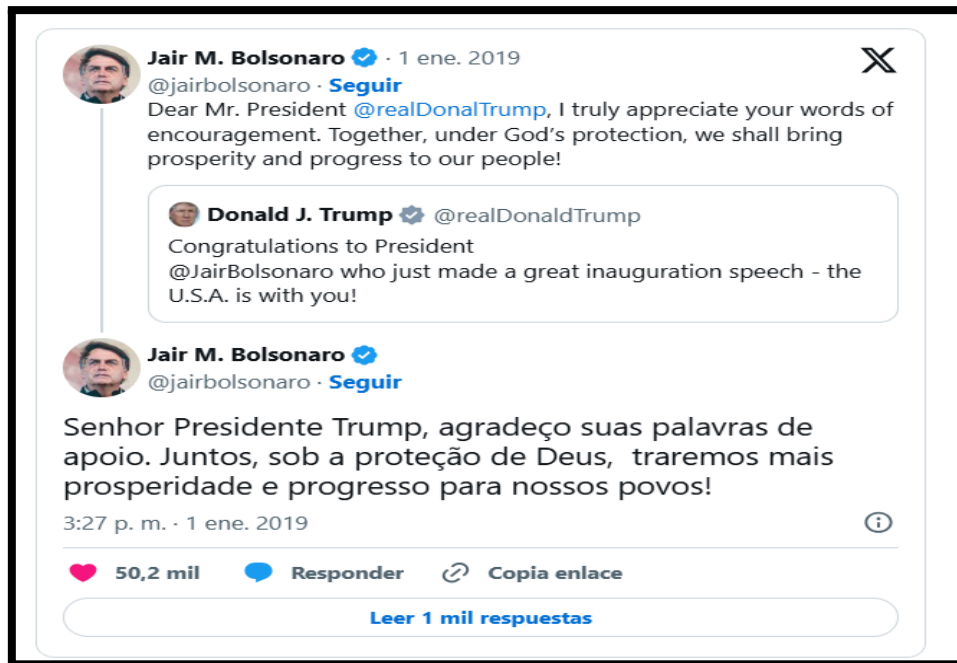 Jair M. Bolsonaro · 1 ene. 2019
@jairbolsonaro · Seguir
Dear Mr. President @realDonalTrump, I truly appreciate your words of
encouragement. Together, under God’s protection, we shall bring
prosperity and progress to our people!
Donald J. Trump @realDonaldTrump
Congratulations to President
@JairBolsonaro who just made a great inauguration speech - the
U.S.A. is with you!
Jair M. Bolsonaro
@jairbolsonaro · Seguir
Senhor Presidente Trump, agradeço suas palavras de
apoio. Juntos, sob a proteção de Deus,  traremos mais
prosperidade e progresso para nossos povos!
3:27 p. m. · 1 ene. 2019
50,2 mil Responder Copia enlace
Leer 1 mil respuestas